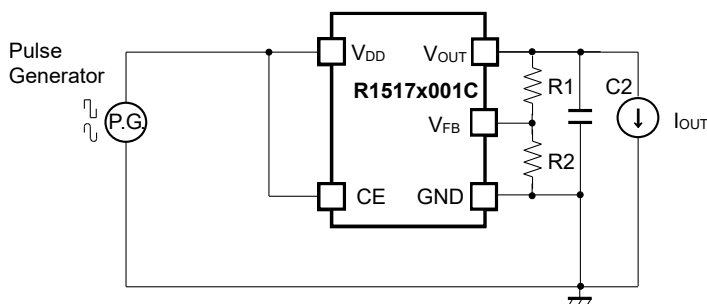 Pulse
Generator
P.G.
VDD
VOUT
R1517x001C
VFB
CE
GND
R1
R2
C2
IOUT